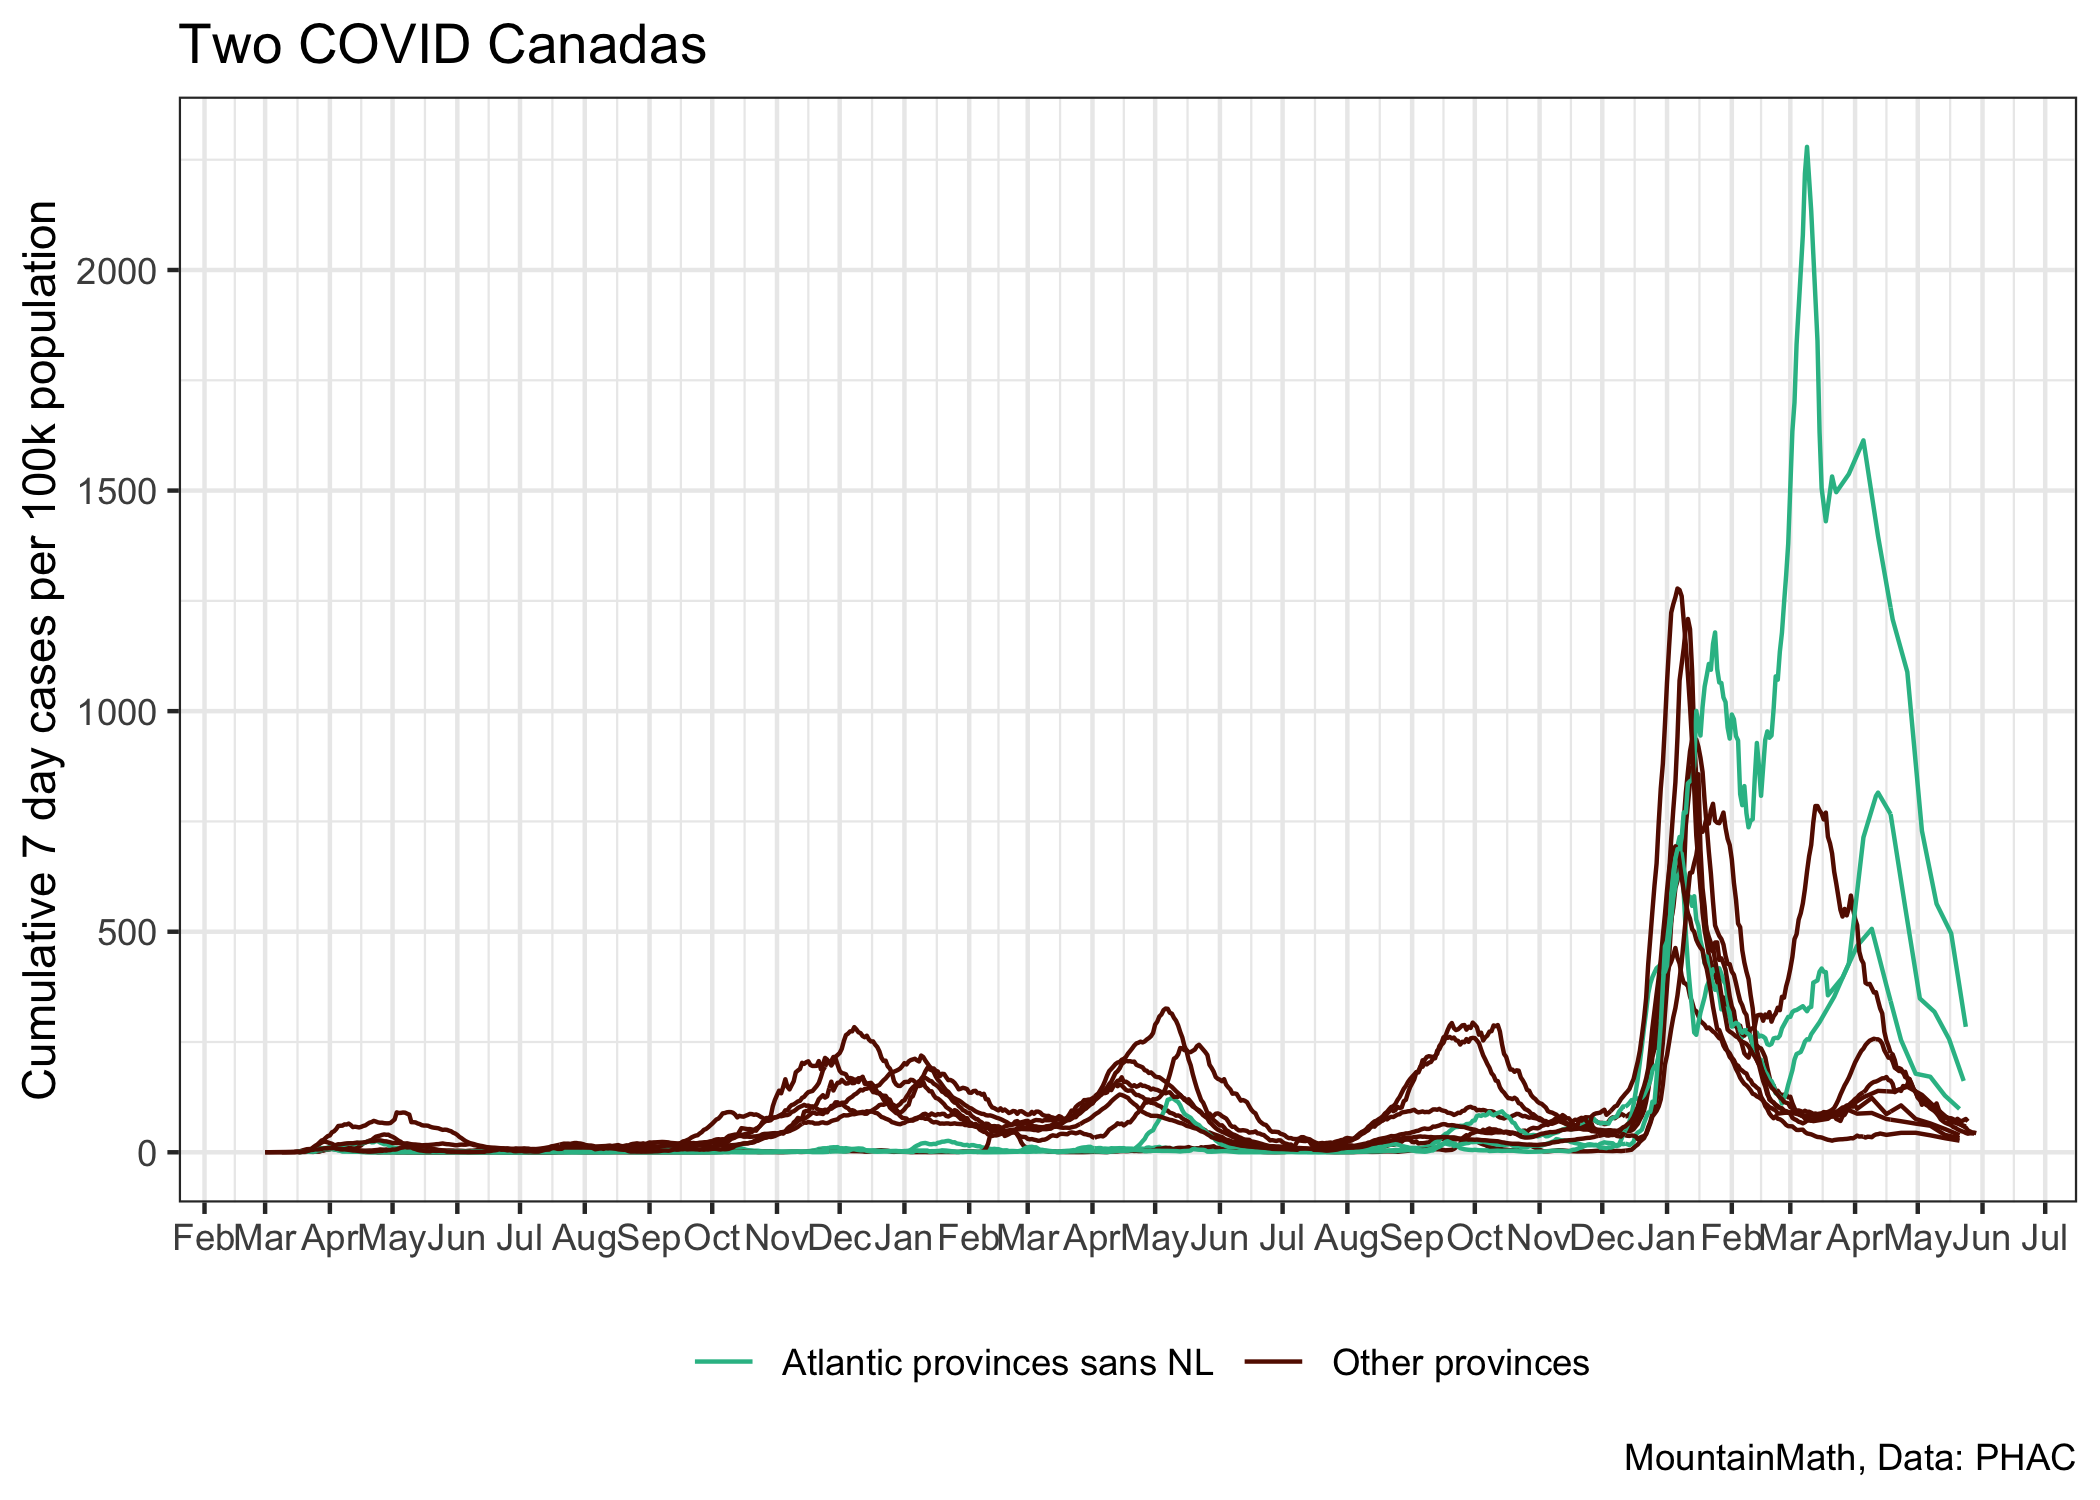 Two COVID Canadas
Cumulative 7 day cases per 100k population
2000
1500
1000
500
0
Feb Mar Apr May Jun Jul Aug Sep Oct Nov Dec Jan Feb Mar Apr May Jun Jul Aug Sep Oct Nov Dec Jan Feb Mar Apr May Jun Jul
Atlantic provinces sans NL Other provinces
MountainMath, Data: PHAC